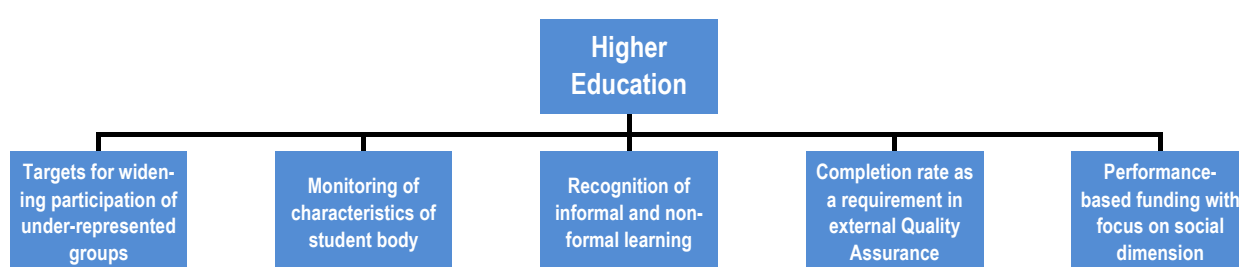 Higher
Education
Targets for widen-
ing participation of
under-represented
groups
Monitoring of
characteristics of
student body
Recognition of
informal and non-
formal learning
Completion rate as
a requirement in
external Quality
Assurance
Performance-
based funding with
focus on social
dimension